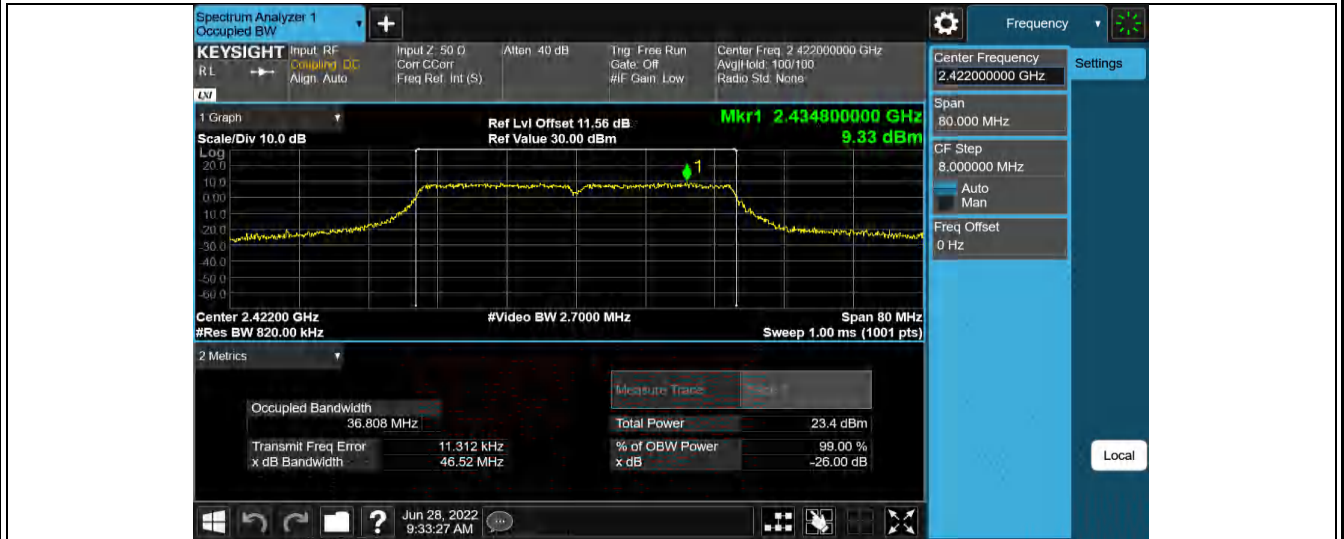 Spectrum Analyzer 1
Occupied BW
+
Frequency
KEYSIGHT
RL
LXI
Input: RF
Coupling: DC
Align: Auto
Input Z: 50 Ω
Corr CCorr
Freq Ref: Int (S)
Atten: 40 dB
Trig: Free Run
Gate: Off
#IF Gain: Low
Center Freq: 2.422000000 GHz
Avg|Hold: 100/100
Radio Std: None
Center Frequency
2.422000000 GHz
Settings
Span
80.000 MHz
CF Step
8.000000 MHz
Auto
Man
Freq Offset
0 Hz
1 Graph
Scale/Div 10.0 dB
Ref Lvl Offset 11.56 dB
Ref Value 30.00 dBm
Mkr1 2.434800000 GHz
9.33 dBm
Log
20.0
10.0
0.00
-10.0
-20.0
-30.0
-40.0
-50.0
-60.0
1
Center 2.42200 GHz
#Video BW 2.7000 MHz
Span 80 MHz
#Res BW 820.00 kHz
Sweep 1.00 ms (1001 pts)
2 Metrics
Measure Trace
Occupied Bandwidth
36.808 MHz
Total Power
23.4 dBm
Transmit Freq Error
11.312 kHz
% of OBW Power
99.00 %
x dB Bandwidth
46.52 MHz
x dB
-26.00 dB
Local
?
Jun 28, 2022
9:33:27 AM